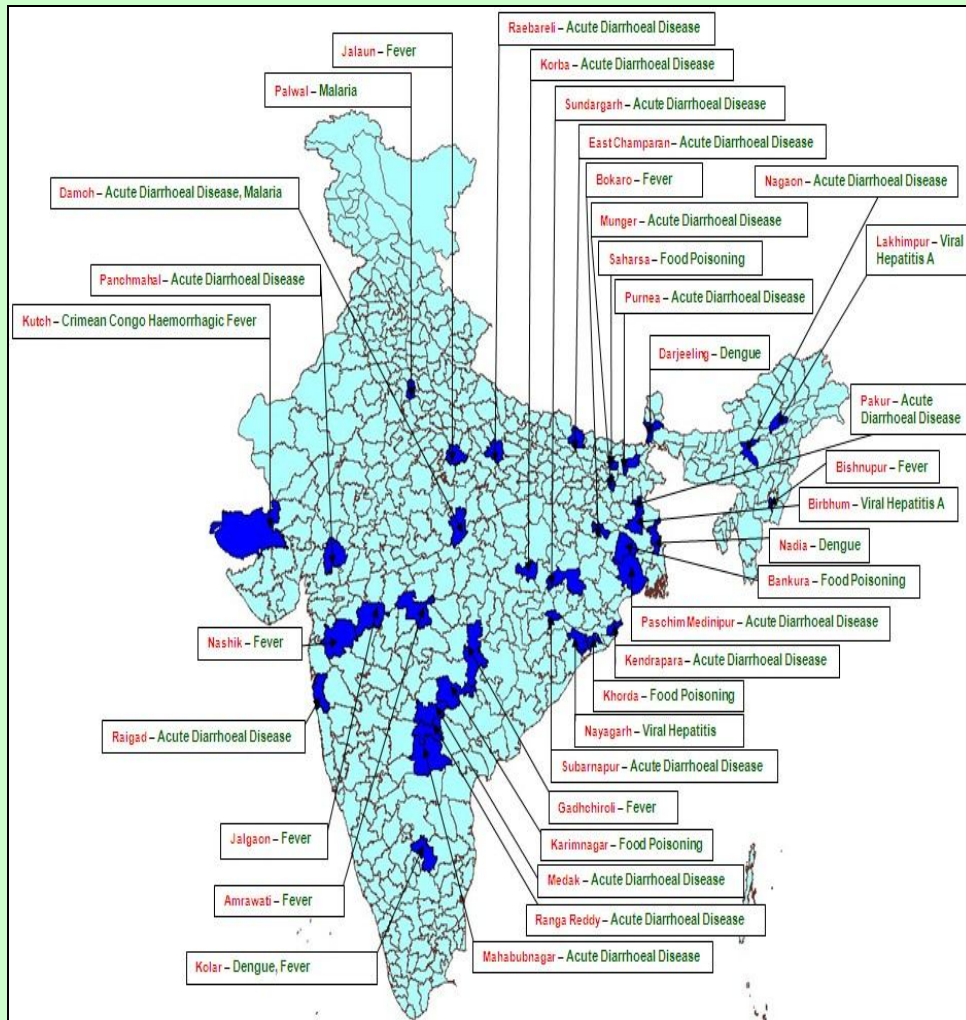 Raebareli – Acute Diarrhoeal Disease
Jalaun – Fever
Korba – Acute Diarrhoeal Disease
Palwal – Malaria
Sundargarh – Acute Diarrhoeal Disease
East Champaran – Acute Diarrhoeal Disease
Bokaro – Fever
Nagaon – Acute Diarrhoeal Disease
Damoh – Acute Diarrhoeal Disease, Malaria
Munger – Acute Diarrhoeal Disease
Lakhimpur – Viral
Hepatitis A
Saharsa – Food Poisoning
Panchmahal – Acute Diarrhoeal Disease
Purnea – Acute Diarrhoeal Disease
Kutch – Crimean Congo Haemorrhagic Fever
Darjeeling – Dengue
Pakur – Acute
Diarrhoeal Disease
Bishnupur – Fever
Birbhum – Viral Hepatitis A
Nadia – Dengue
Bankura – Food Poisoning
Paschim Medinipur – Acute Diarrhoeal Disease
Nashik – Fever
Kendrapara – Acute Diarrhoeal Disease
Khorda – Food Poisoning
Raigad – Acute Diarrhoeal Disease
Nayagarh – Viral Hepatitis
Subarnapur – Acute Diarrhoeal Disease
Gadhchiroli – Fever
Jalgaon – Fever
Karimnagar – Food Poisoning
Medak – Acute Diarrhoeal Disease
Amrawati – Fever
Ranga Reddy – Acute Diarrhoeal Disease
Mahabubnagar – Acute Diarrhoeal Disease
Kolar – Dengue, Fever